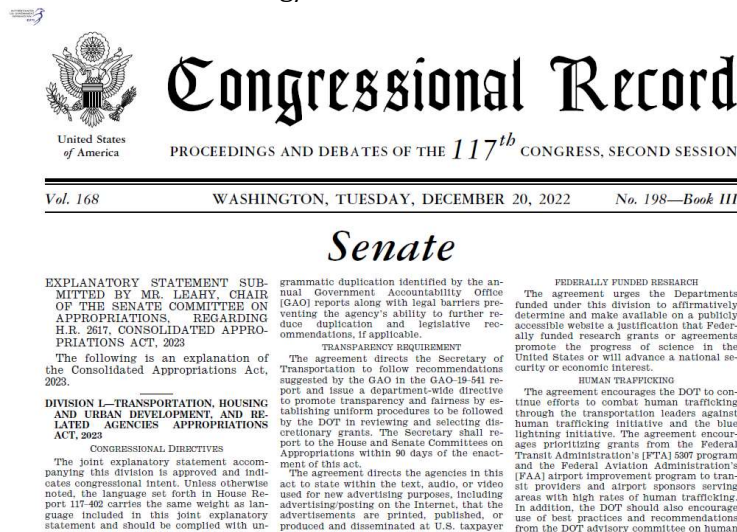 Congressional Record
United States
of America
PROCEEDINGS AND DEBATES OF THE 117th CONGRESS, SECOND SESSION
Vol. 168
WASHINGTON, TUESDAY, DECEMBER 20, 2022
No. 198—Book III
Senate
EXPLANATORY STATEMENT SUB-
MITTED BY MR. LEAHY, CHAIR
OF THE SENATE COMMITTEE ON
APPROPRIATIONS, REGARDING
H.R. 2617, CONSOLIDATED APPRO-
PRIATIONS ACT, 2023
The following is an explanation of
the Consolidated Appropriations Act,
2023.
DIVISION L—TRANSPORTATION, HOUSING
AND URBAN DEVELOPMENT, AND RE-
LATED AGENCIES APPROPRIATIONS
ACT, 2023
CONGRESSIONAL DIRECTIVES
The joint explanatory statement accom-
panying this division is approved and indi-
cates congressional intent. Unless otherwise
noted, the language set forth in House Re-
port 117–402 carries the same weight as lan-
guage included in this joint explanatory
statement and should be complied with un-
grammatic duplication identified by the an-
nual Government Accountability Office
[GAO] reports along with legal barriers pre-
venting the agency's ability to further re-
duce duplication and legislative rec-
ommendations, if applicable.
TRANSPARENCY REQUIREMENT
The agreement directs the Secretary of
Transportation to follow recommendations
suggested by the GAO in the GAO–19–541 re-
port and issue a department-wide directive
to promote transparency and fairness by es-
tablishing uniform procedures to be followed
by the DOT in reviewing and selecting dis-
cretionary grants. The Secretary shall re-
port to the House and Senate Committees on
Appropriations within 90 days of the enact-
ment of this act.
The agreement directs the agencies in this
act to state within the text, audio, or video
used for new advertising purposes, including
advertising/posting on the Internet, that the
advertisements are printed, published, or
produced and disseminated at U.S. taxpayer
FEDERALLY FUNDED RESEARCH
The agreement urges the Departments
funded under this division to affirmatively
determine and make available on a publicly
accessible website a justification that Feder-
ally funded research grants or agreements
promote the progress of science in the
United States or will advance a national se-
curity or economic interest.
HUMAN TRAFFICKING
The agreement encourages the DOT to con-
tinue efforts to combat human trafficking
through the transportation leaders against
human trafficking initiative and the blue
lightning initiative. The agreement encour-
ages prioritizing grants from the Federal
Transit Administration's [FTA] 5307 program
and the Federal Aviation Administration's
[FAA] airport improvement program to tran-
sit providers and airport sponsors serving
areas with high rates of human trafficking.
In addition, the DOT should also encourage
use of best practices and recommendations
from the DOT advisory committee on human